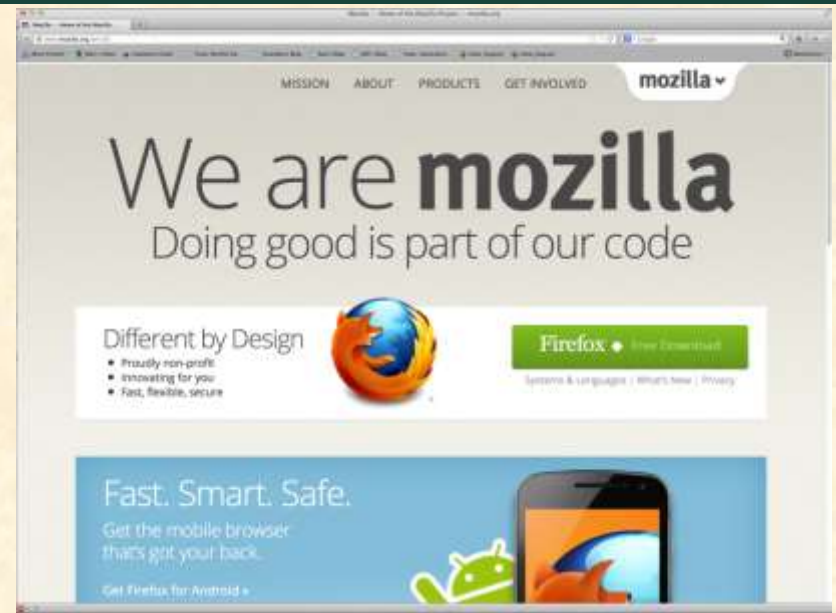 MISSION ABOUT PRODUCTS GET INVOLVED mozilla
We are mozilla
Doing good is part of our code
Different by Design
Proudly non-profit
Innovating for you
Fast, flexible, secure
Firefox Free Download
Systems & Languages | What's New | Privacy
Fast. Smart. Safe.
Get the mobile browser
that's got your back.
Get Firefox for Android »